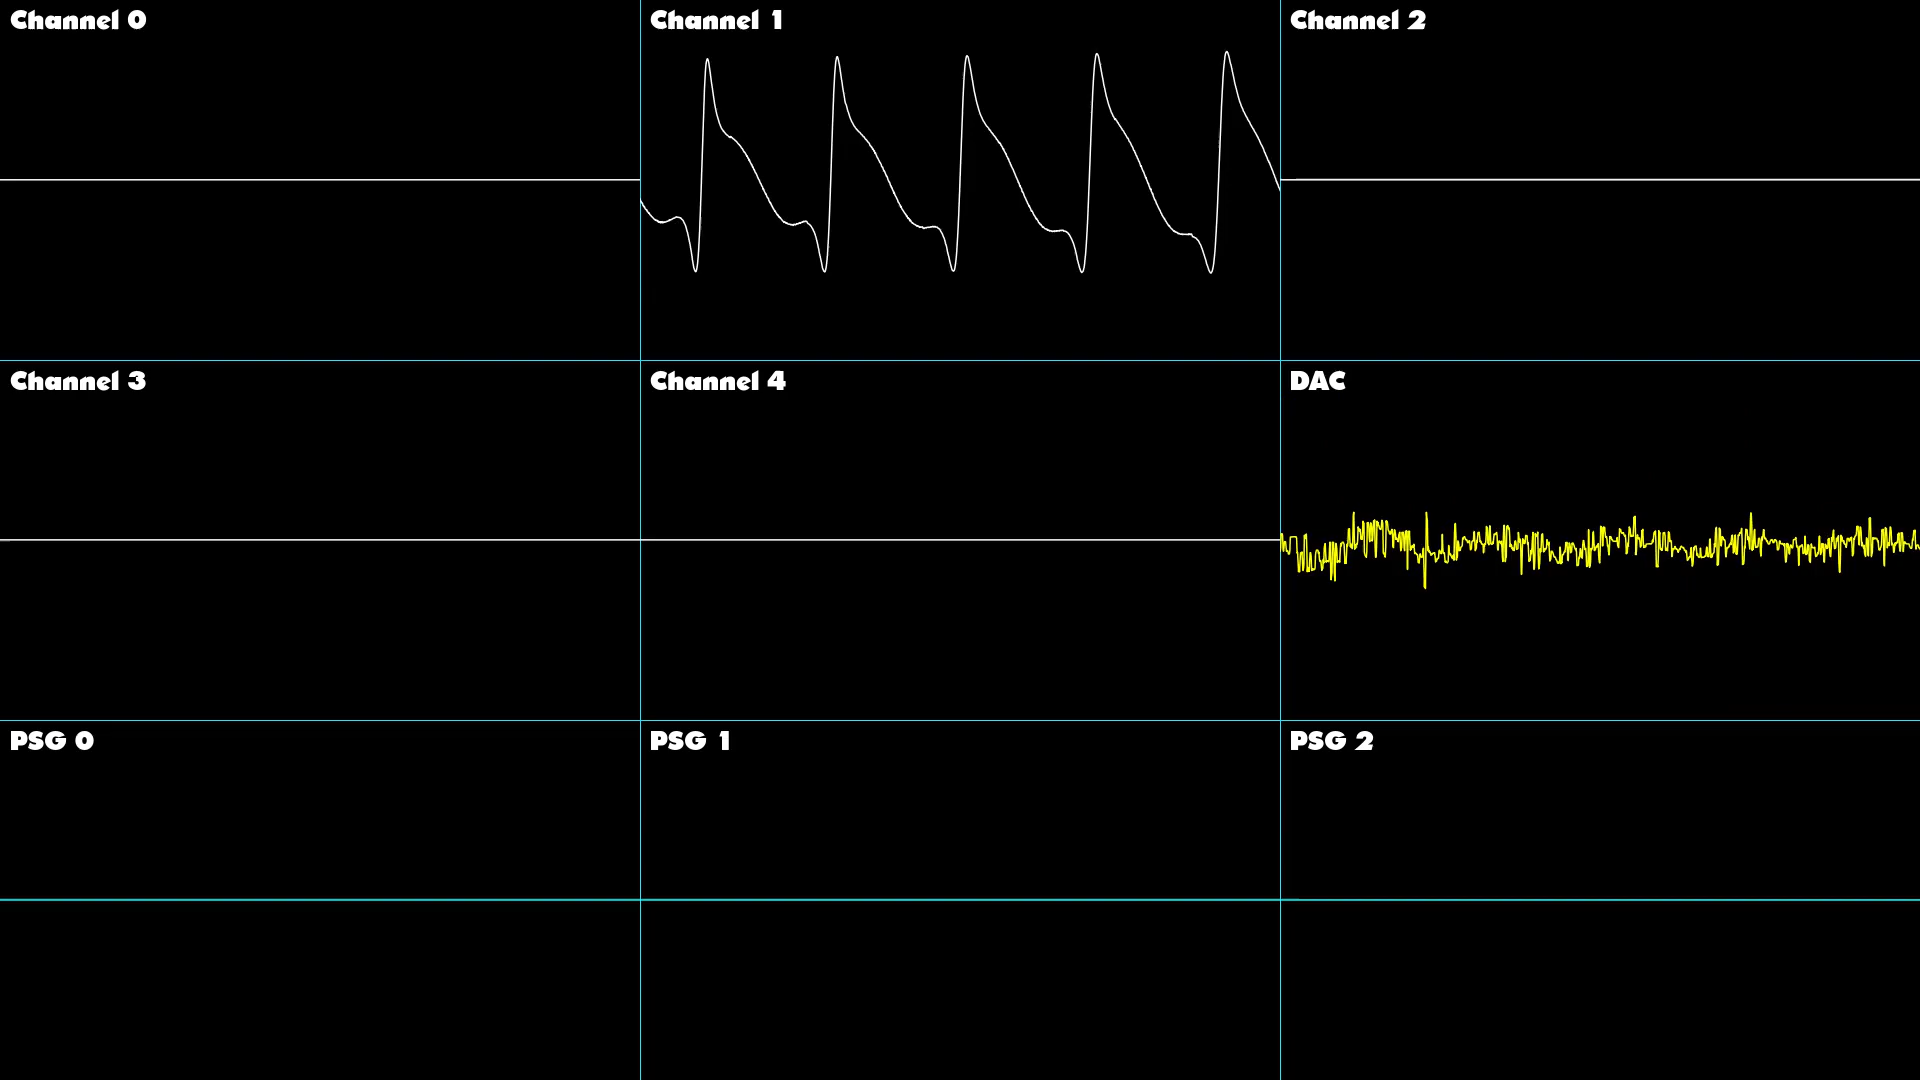 Channel 0
Channel 1
Channel 2
Channel 3
Channel 4
DAC
PSG 0
PSG 1
PSG 2